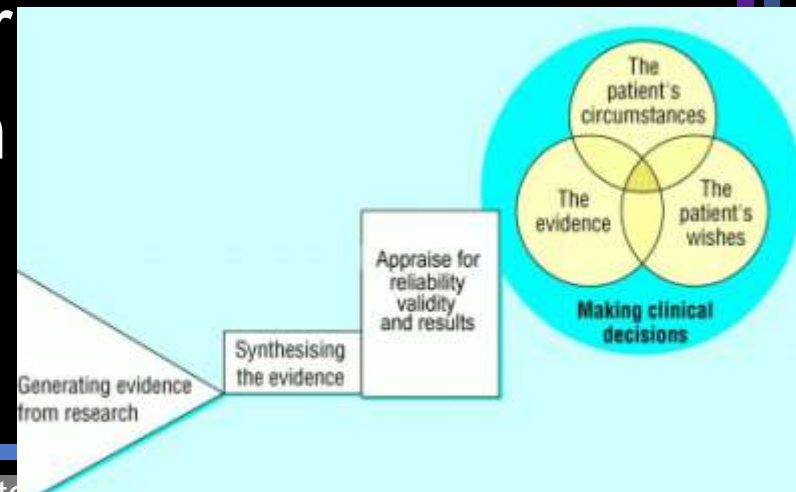 Generating evidence
from research
Synthesising
the evidence
Appraise for
reliability
validity
and results
The
patient's
circumstances
The
evidence
The
patient's
wishes
Making clinical
decisions